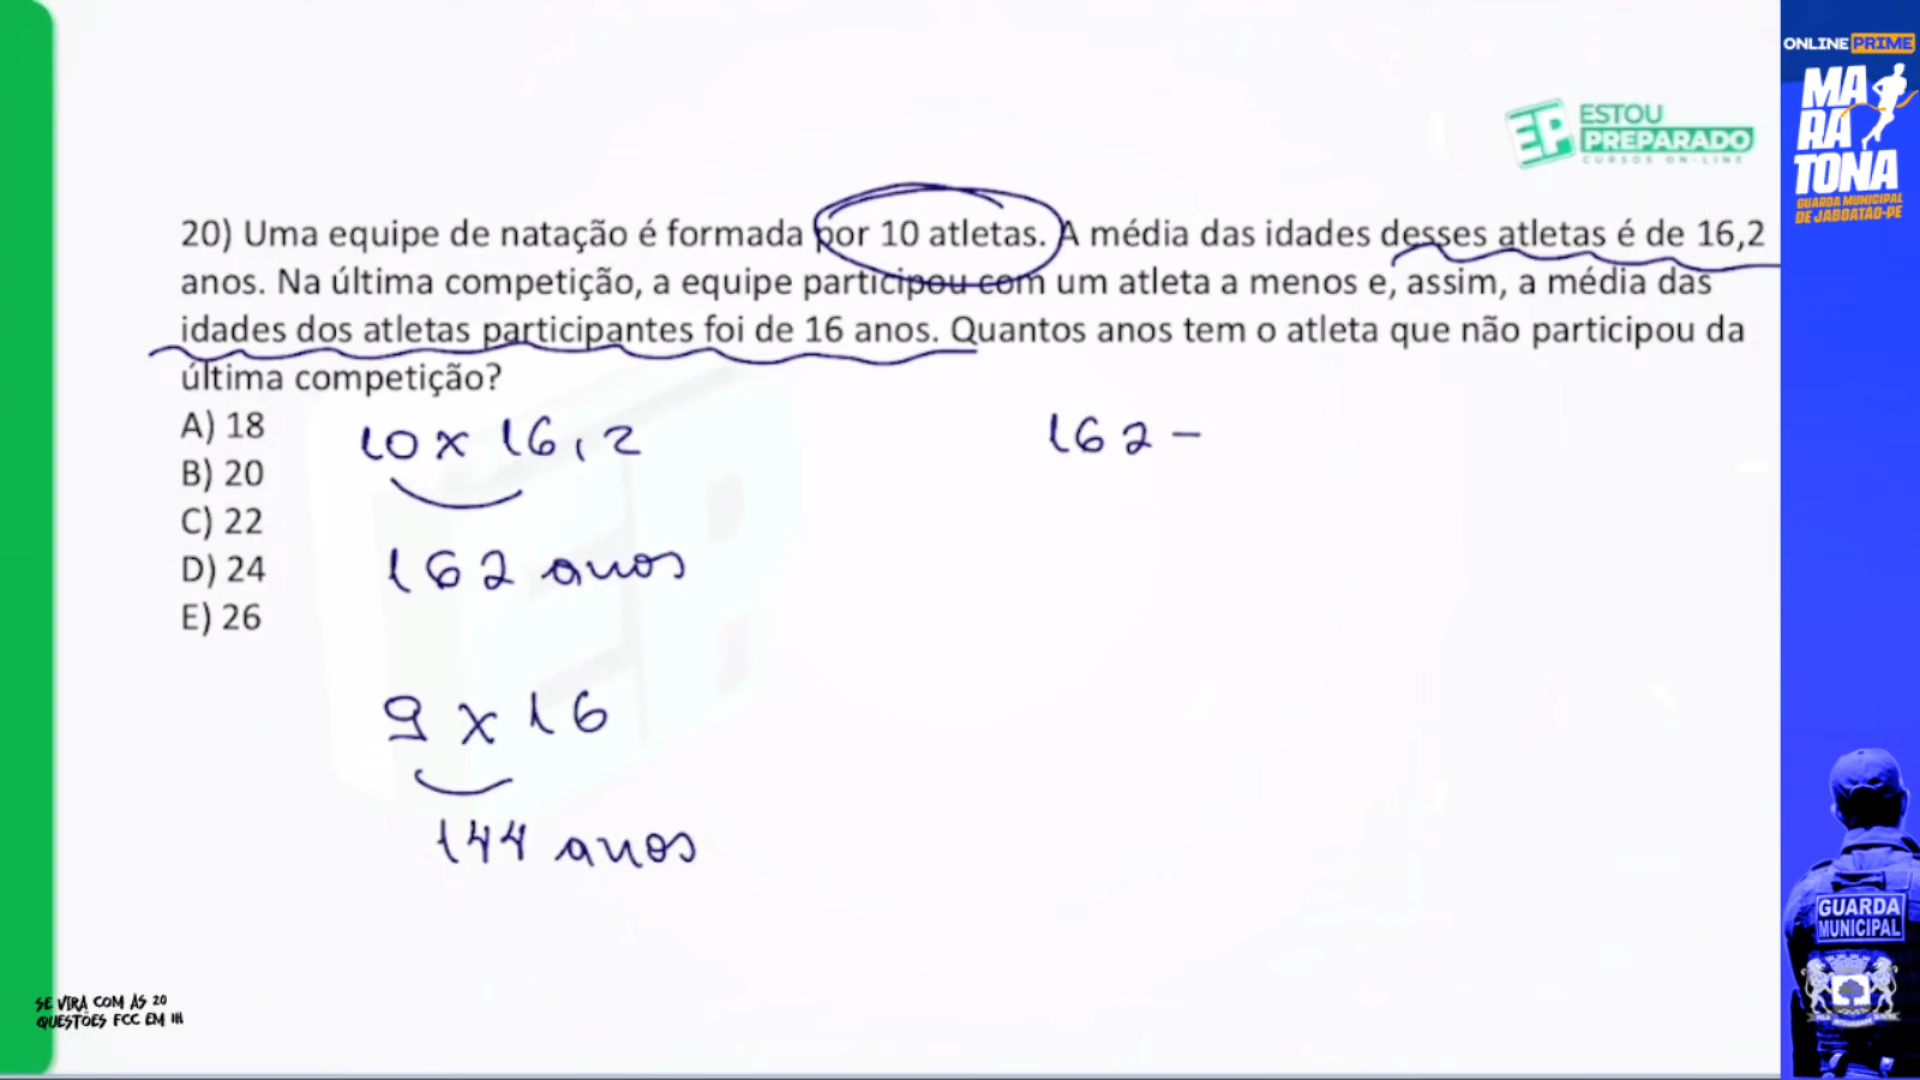 ONLINE PRIME
MA
RA
TONA
GUARDA MUNICIPAL
DE JABOATÃO-PE
EP ESTOU
PREPARADO
CURSOS ON-LINE
20) Uma equipe de natação é formada por 10 atletas. A média das idades desses atletas é de 16,2
anos. Na última competição, a equipe participou com um atleta a menos e, assim, a média das
idades dos atletas participantes foi de 16 anos. Quantos anos tem o atleta que não participou da
última competição?
A) 18
B) 20
C) 22
D) 24
E) 26
10 x 16,2
162 anos
9 x 16
144 anos
162 -
GUARDA
MUNICIPAL
SE VIRA COM AS 20
QUESTÕES FCC EM 1H